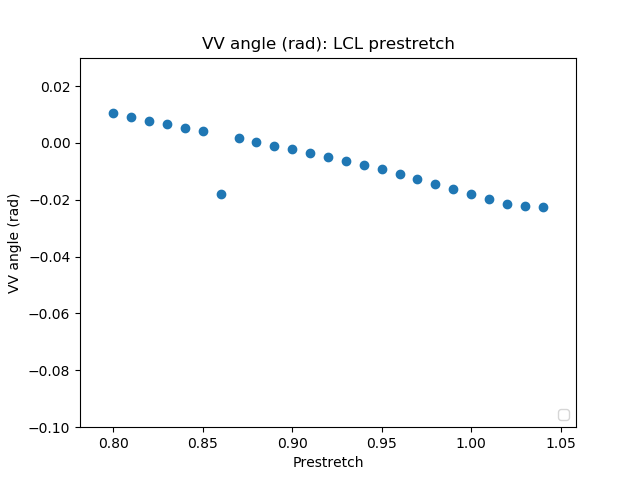 VV angle (rad): LCL prestretch
0.02
0.00
−0.02
−0.04
−0.06
−0.08
−0.10
VV angle (rad)
0.80 0.85 0.90 0.95 1.00 1.05
Prestretch